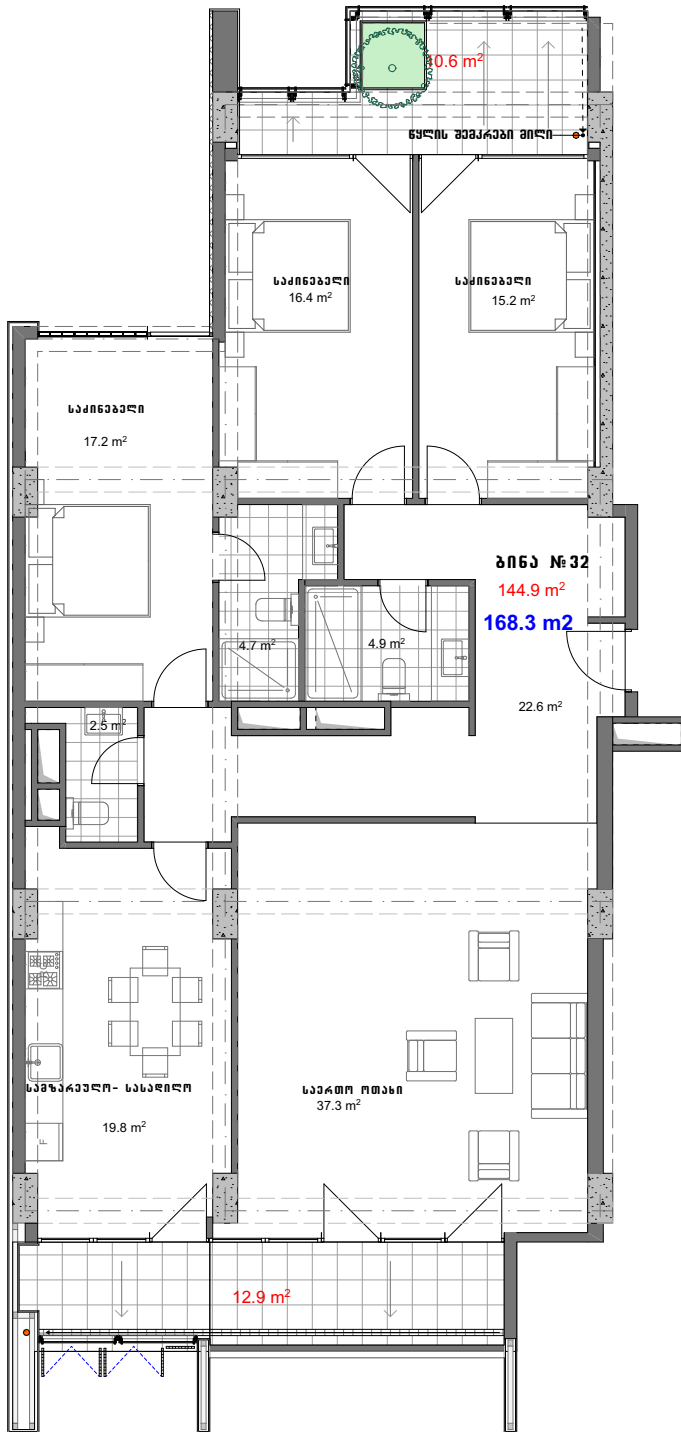 10.6 m²
წყლის შემკრები მილი
საძინებელი
16.4 m²
საძინებელი
15.2 m²
საძინებელი
17.2 m²
ბინა №32
144.9 m²
168.3 m2
4.7 m²
4.9 m²
22.6 m²
2.5 m²
სამზარეულო- სასადილო
19.8 m²
საერთო ოთახი
37.3 m²
F
12.9 m²